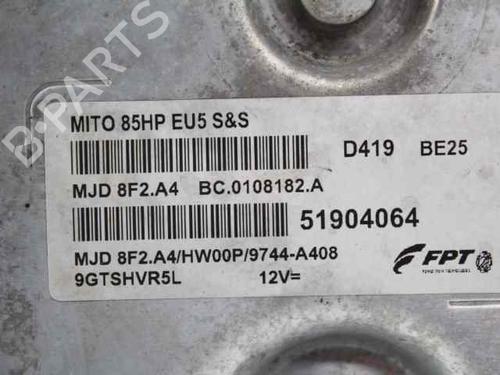 B-PARTS
MITO 85HP EU5 S&S
D419 BE25
MJD 8F2.A4 BC.0108182.A
51904064
MJD 8F2.A4/HW00P/9744-A408
9GTSHVR5L 12V=
FPT